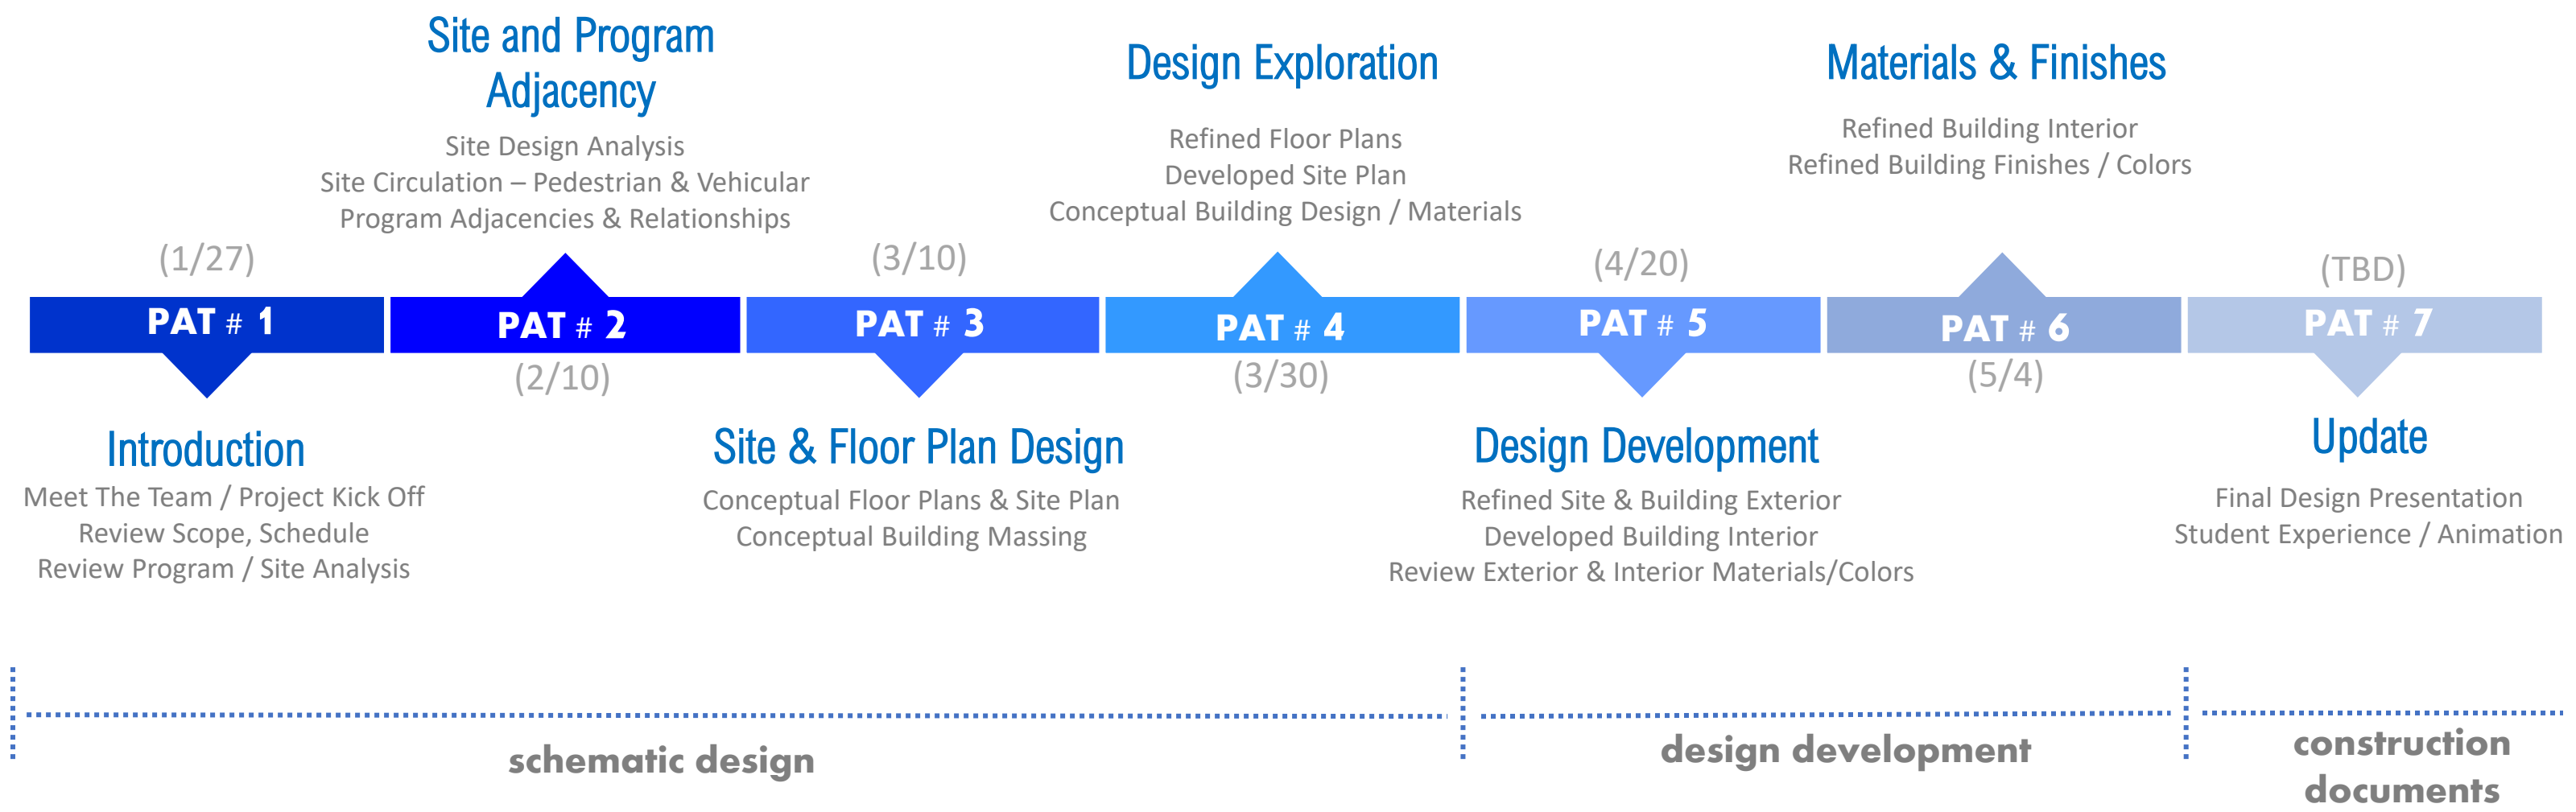 Site and Program
Adjacency
Site Design Analysis
Site Circulation – Pedestrian & Vehicular
Program Adjacencies & Relationships
Design Exploration
Refined Floor Plans
Developed Site Plan
Conceptual Building Design / Materials
Materials & Finishes
Refined Building Interior
Refined Building Finishes / Colors
(1/27)
(3/10)
(4/20)
(TBD)
PAT # 1
PAT # 2
PAT # 3
PAT # 4
PAT # 5
PAT # 6
PAT # 7
(2/10)
(3/30)
(5/4)
Introduction
Meet The Team / Project Kick Off
Review Scope, Schedule
Review Program / Site Analysis
Site & Floor Plan Design
Conceptual Floor Plans & Site Plan
Conceptual Building Massing
Design Development
Refined Site & Building Exterior
Developed Building Interior
Review Exterior & Interior Materials/Colors
Update
Final Design Presentation
Student Experience / Animation
schematic design
design development
construction
documents